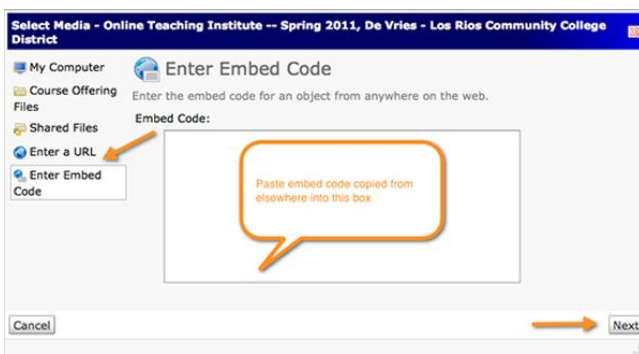 Select Media - Online Teaching Institute -- Spring 2011, De Vries - Los Rios Community College
District
My Computer
Course Offering
Files
Shared Files
Enter a URL
Enter Embed
Code
Enter Embed Code
Enter the embed code for an object from anywhere on the web.
Embed Code:
Paste embed code copied from
elsewhere into this box
Cancel
Next